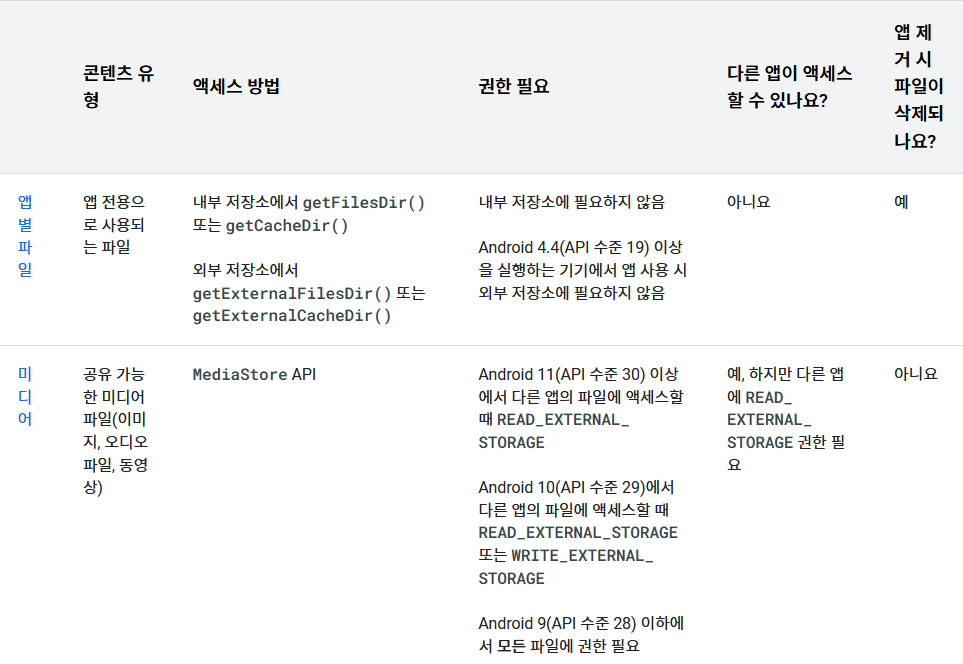 콘텐츠 유
형
액세스 방법
권한 필요
다른 앱이 액세스
할 수 있나요?
앱 제
거 시
파일이
삭제되
나요?
앱
별
파
일
앱 전용으
로 사용되
는 파일
내부 저장소에서 getFilesDir()
또는 getCacheDir()
외부 저장소에서
getExternalFilesDir() 또는
getExternalCacheDir()
내부 저장소에 필요하지 않음
Android 4.4(API 수준 19) 이상
을 실행하는 기기에서 앱 사용 시
외부 저장소에 필요하지 않음
아니요
예
미
디
어
공유 가능
한 미디어
파일(이미
지, 오디오
파일, 동영
상)
MediaStore API
Android 11(API 수준 30) 이상
에서 다른 앱의 파일에 액세스할
때 READ_EXTERNAL_
STORAGE
Android 10(API 수준 29)에서
다른 앱의 파일에 액세스할 때
READ_EXTERNAL_STORAGE
또는 WRITE_EXTERNAL_
STORAGE
Android 9(API 수준 28) 이하에
서 모든 파일에 권한 필요
예, 하지만 다른 앱
에 READ_
EXTERNAL_
STORAGE 권한 필
요
아니요